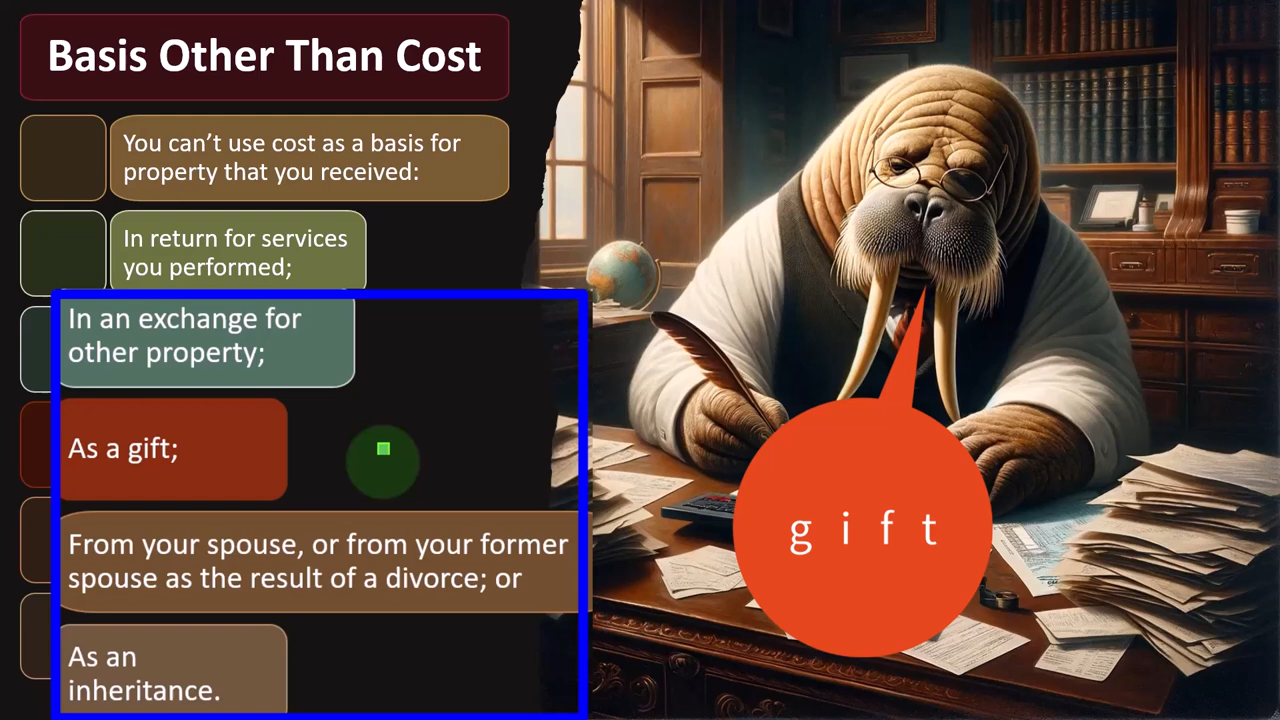 Basis Other Than Cost
You can’t use cost as a basis for
property that you received:
In return for services
you performed;
In an exchange for
other property;
As a gift;
From your spouse, or from your former
spouse as the result of a divorce; or
As an
inheritance.
g i f t